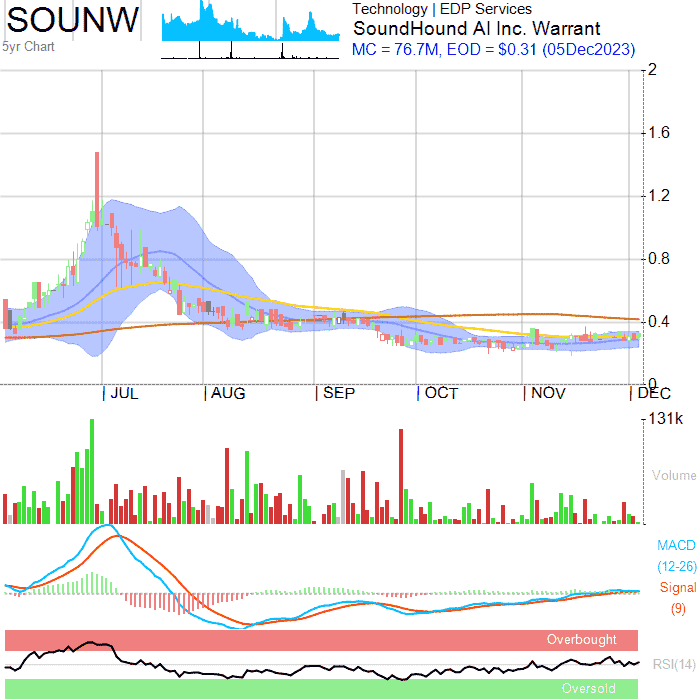 SOUNW
5yr Chart
Technology | EDP Services
SoundHound AI Inc. Warrant
MC = 76.7M, EOD = $0.31 (05Dec2023)
2
1.6
1.2
0.8
0.4
0
JUL AUG SEP OCT NOV DEC
131k
Volume
MACD
(12-26)
Signal
(9)
Overbought
RSI(14)
Oversold